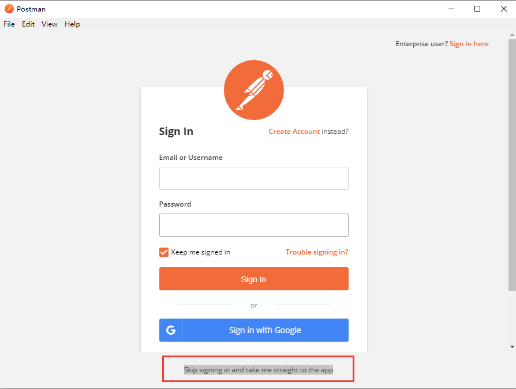 Postman
File Edit View Help
Enterprise user? Sign in here
Sign In
Create Account instead?
Email or Username
Password
Keep me signed in
Trouble signing in?
Sign In
or
Sign in with Google
Skip signing in and take me straight to the app